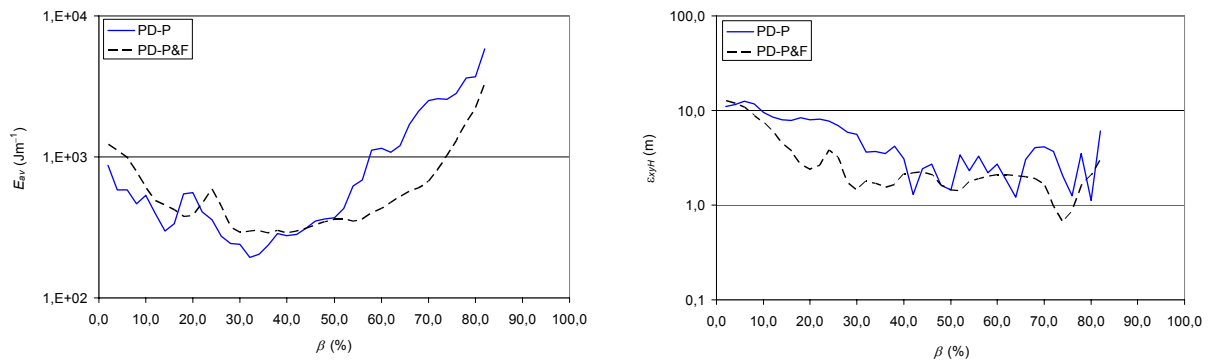 1,E+04
PD-P
PD-P&F
1,E+03
1,E+02
E_av (Jm⁻¹)
0,0 10,0 20,0 30,0 40,0 50,0 60,0 70,0 80,0 90,0 100,0
β (%)
100,0
PD-P
PD-P&F
10,0
1,0
0,1
ε_xyH (m)
0,0 10,0 20,0 30,0 40,0 50,0 60,0 70,0 80,0 90,0 100,0
β (%)